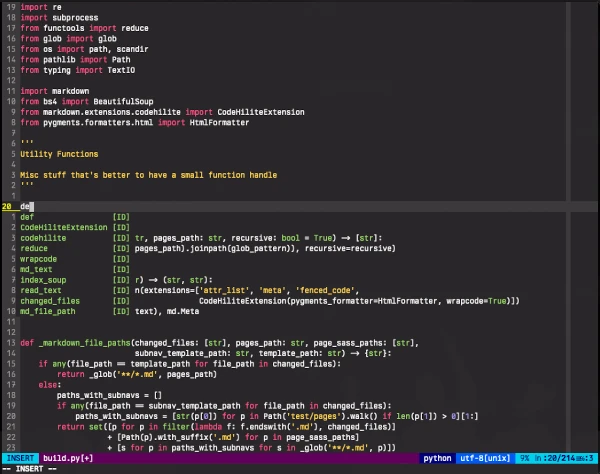 19 import re
18 import subprocess
17 from functools import reduce
16 from glob import glob
15 from os import path, scandir
14 from pathlib import Path
13 from typing import TextIO
12
11 import markdown
10 from bs4 import BeautifulSoup
9 from markdown.extensions.codehilite import CodeHiliteExtension
8 from pygments.formatters.html import HtmlFormatter
7
6 '''
5 Utility Functions
4
3 Misc stuff that's better to have a small function handle
2 '''
1
20 de
1 def [ID]
2 CodeHiliteExtension [ID]
3 codehilite [ID] tr, pages_path: str, recursive: bool = True) -> [str]:
4 reduce [ID] pages_path).joinpath(glob_pattern)), recursive=recursive)
5 wrapcode [ID]
6 md_text [ID]
7 index_soup [ID] r) -> (str, str):
8 read_text [ID] n(extensions=['attr_list', 'meta', 'fenced_code',
9 changed_files [ID] CodeHiliteExtension(pygments_formatter=HtmlFormatter, wrapcode=True)])
10 md_file_path [ID] text), md.Meta
11
12
13 def _markdown_file_paths(changed_files: [str], pages_path: str, page_sass_paths: [str],
14 subnav_template_path: str, template_path: str) -> {str}:
15 if any(file_path == template_path for file_path in changed_files):
16 return _glob('**/*.md', pages_path)
17 else:
18 paths_with_subnavs = []
19 if any(file_path == subnav_template_path for file_path in changed_files):
20 paths_with_subnavs = [str(p[0]) for p in Path('test/pages').walk() if len(p[1]) > 0][1:]
21 return set([p for p in filter(lambda f: f.endswith('.md'), changed_files)]
22 + [Path(p).with_suffix('.md') for p in page_sass_paths]
23 + [s for p in paths_with_subnavs for s in _glob('**/*.md', p)])
INSERT build.py[+] python utf-8[unix] 9% ln:20/214≡%:3
-- INSERT --